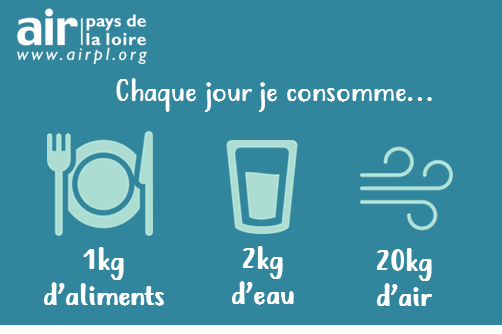 air pays de
la loire
www.airpl.org
Chaque jour je consomme...
1kg
d'aliments
2kg
d'eau
20kg
d'air